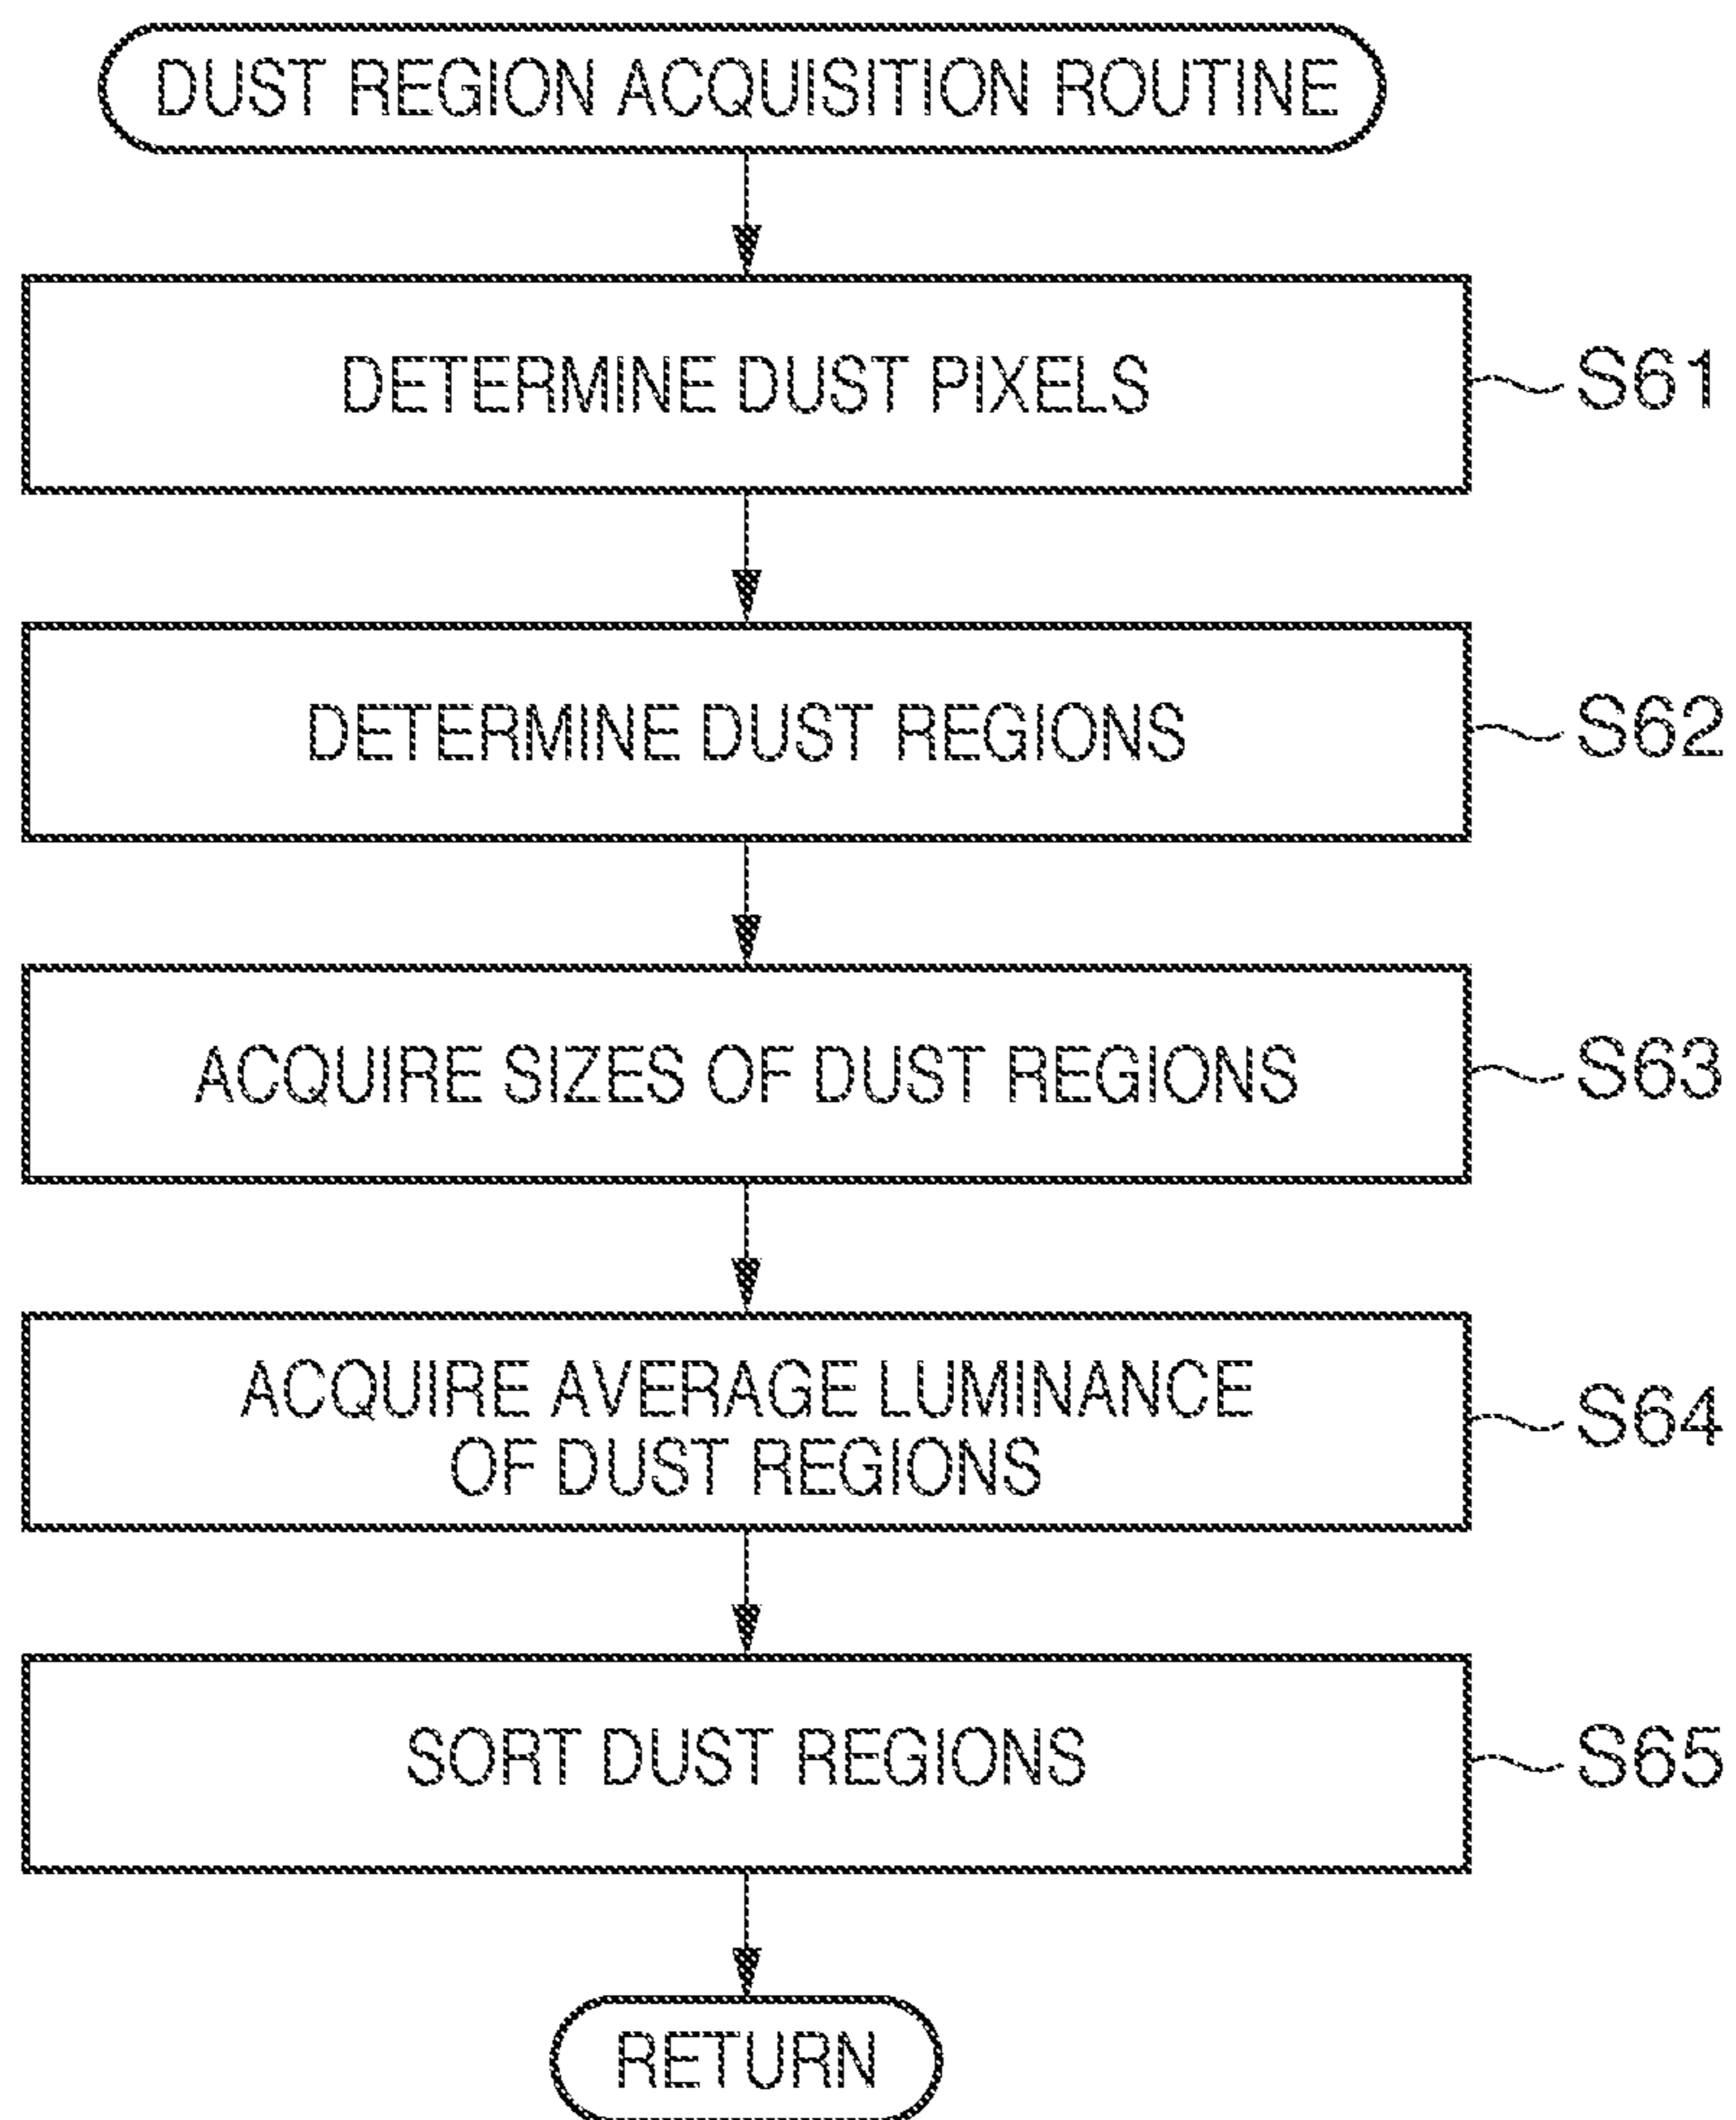 DUST REGION ACQUISITION ROUTINE
DETERMINE DUST PIXELS
S61
DETERMINE DUST REGIONS
S62
ACQUIRE SIZES OF DUST REGIONS
S63
ACQUIRE AVERAGE LUMINANCE
OF DUST REGIONS
S64
SORT DUST REGIONS
S65
RETURN